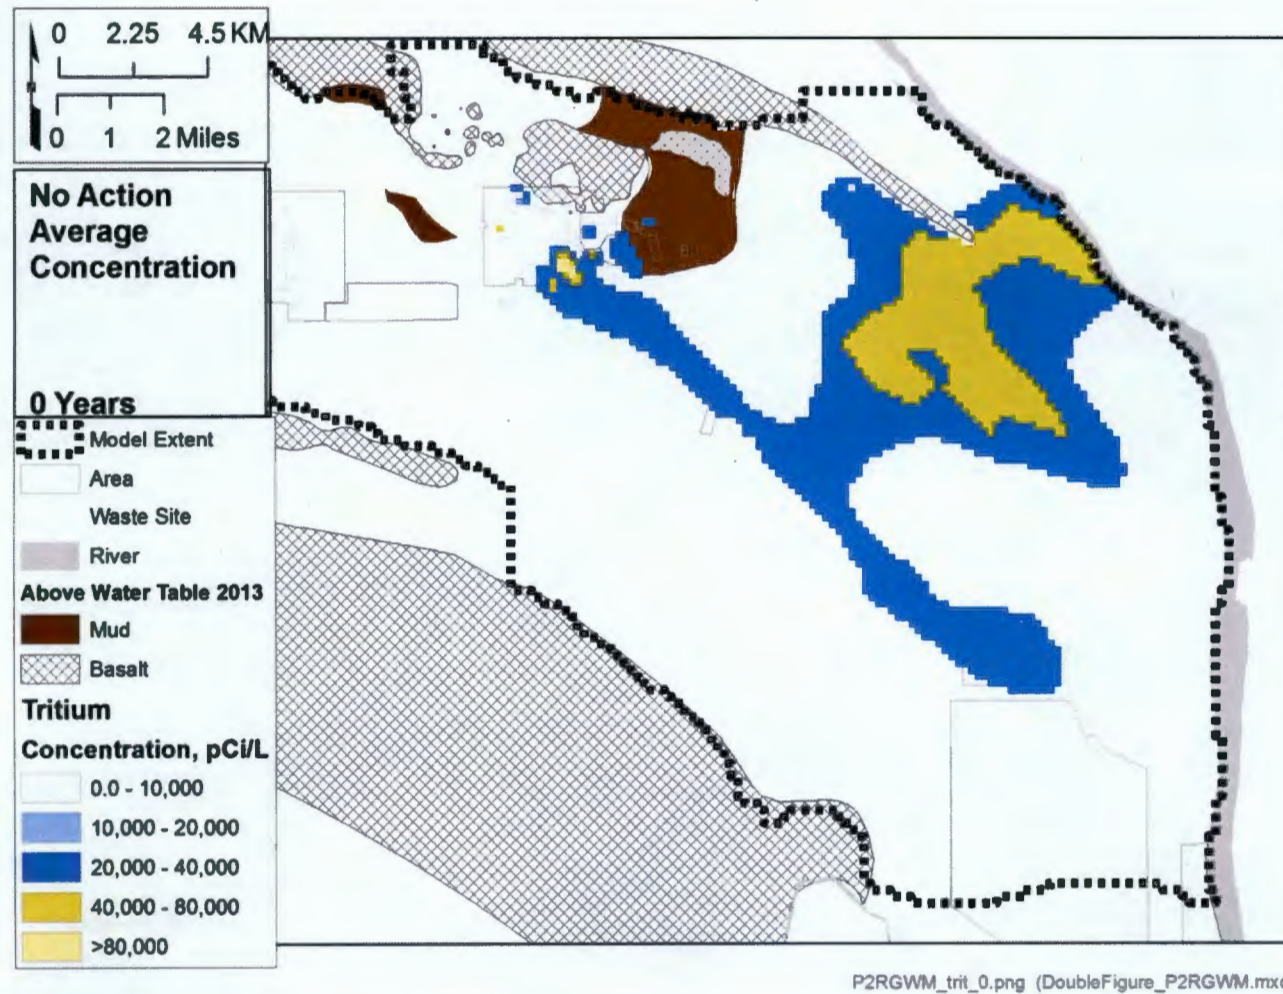 0 2.25 4.5 KM
0 1 2 Miles
No Action
Average
Concentration
0 Years
Model Extent
Area
Waste Site
River
Above Water Table 2013
Mud
Basalt
Tritium
Concentration, pCi/L
0.0 - 10,000
10,000 - 20,000
20,000 - 40,000
40,000 - 80,000
>80,000
P2RGWM_trit_0.png (DoubleFigure_P2RGWM.mxd